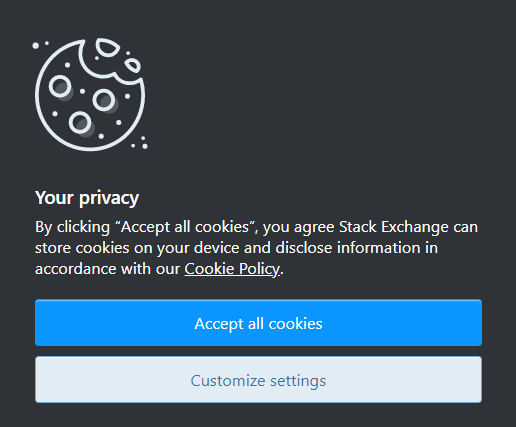 Your privacy
By clicking “Accept all cookies”, you agree Stack Exchange can
store cookies on your device and disclose information in
accordance with our Cookie Policy.
Accept all cookies
Customize settings